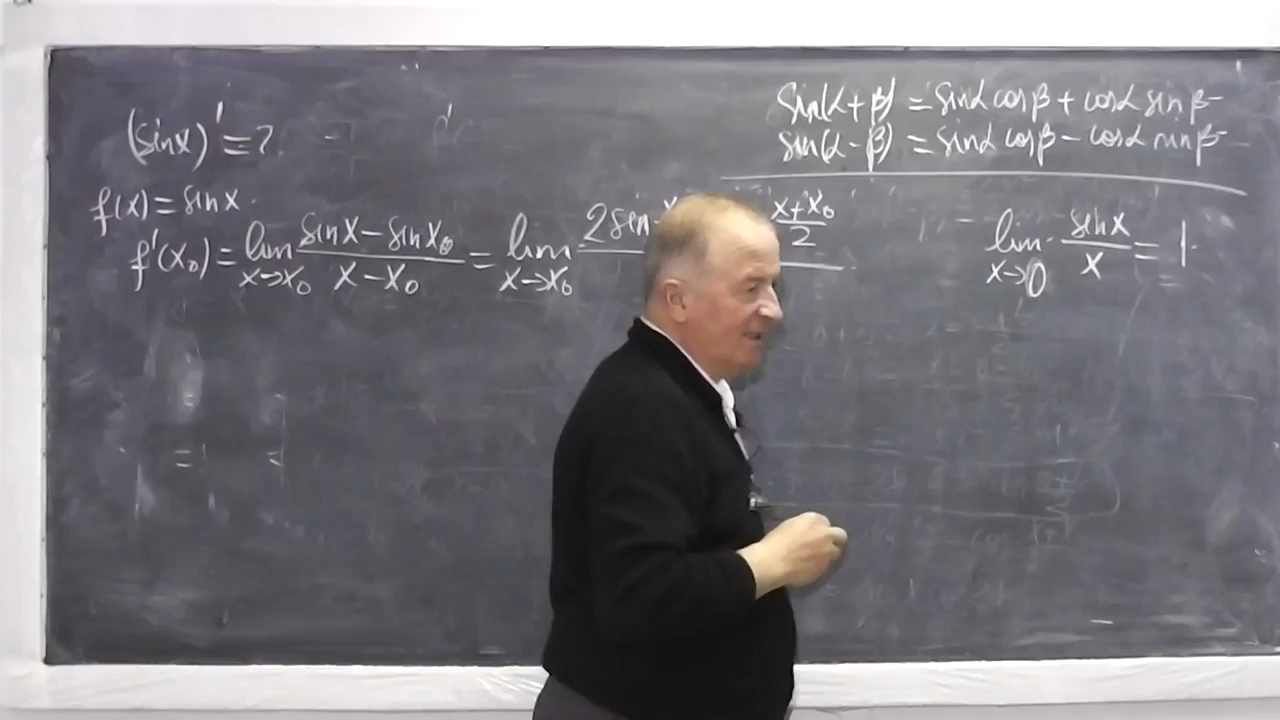 (sinx)' = ?
f(x) = sinx.
f'(x₀) = lim x→x₀ (sinx − sinx₀)/(x − x₀) = lim x→x₀ 2sin (x+x₀)/2
sin(α+β) = sinα cosβ + cosα sinβ
sin(α−β) = sinα cosβ − cosα sinβ
lim x→0 sinx/x = 1